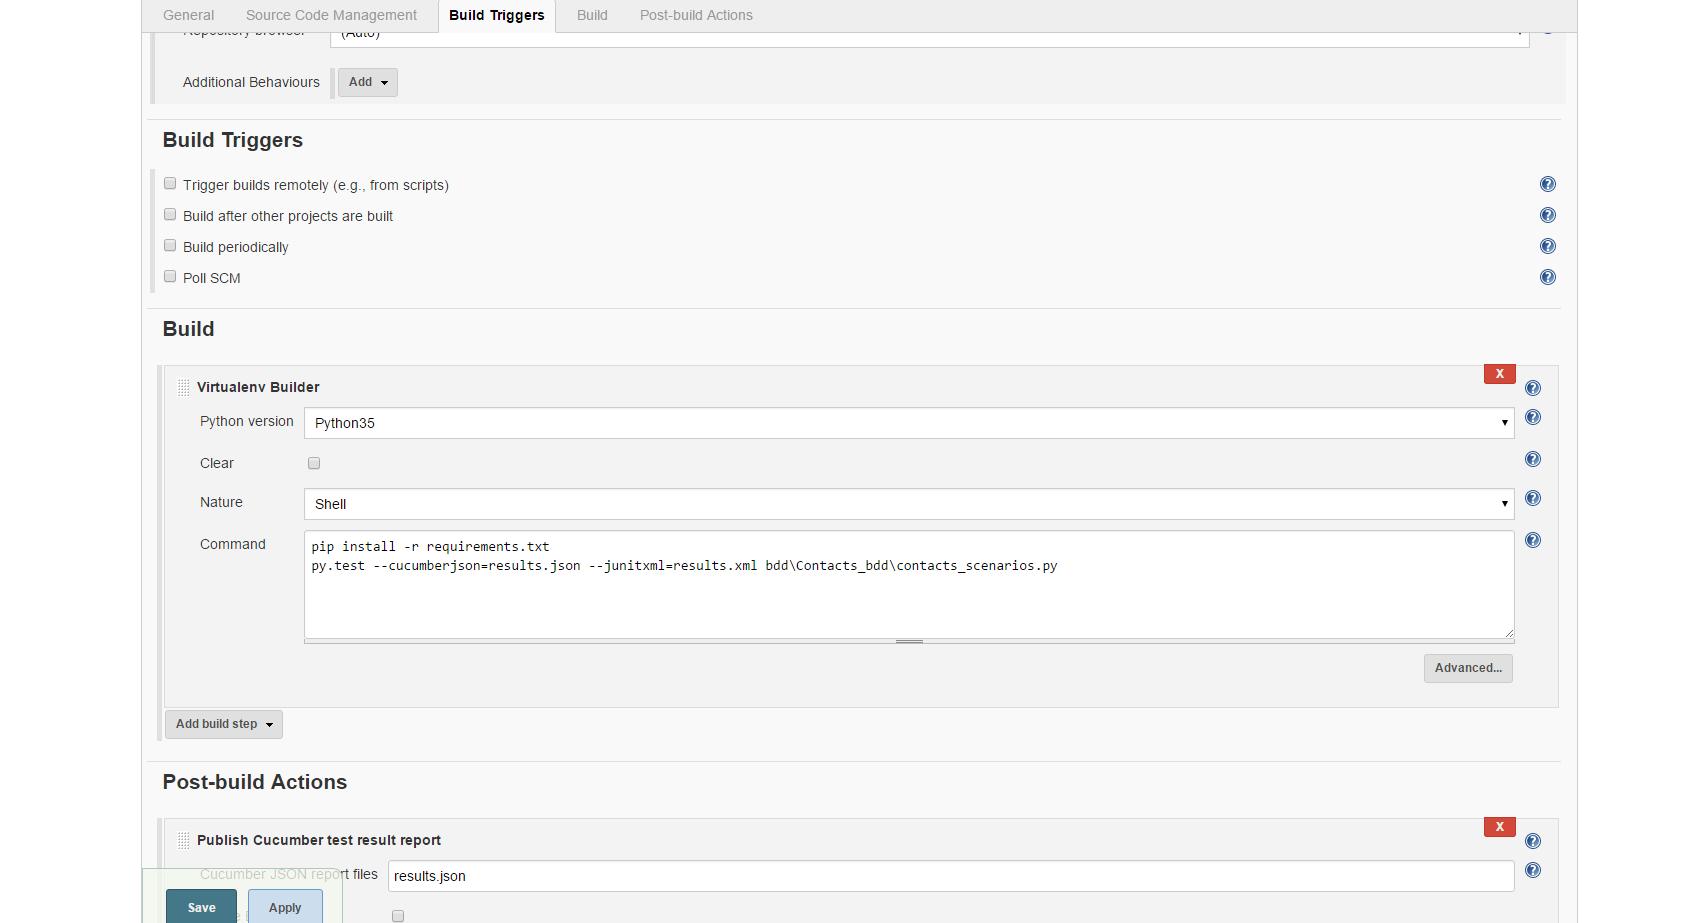 General Source Code Management Build Triggers Build Post-build Actions
Repository browser (Auto)
Additional Behaviours Add
Build Triggers
Trigger builds remotely (e.g., from scripts)
Build after other projects are built
Build periodically
Poll SCM
Build
Virtualenv Builder
X
Python version Python35
Clear
Nature Shell
Command
pip install -r requirements.txt
py.test --cucumberjson=results.json --junitxml=results.xml bdd\Contacts_bdd\contacts_scenarios.py
Advanced...
Add build step
Post-build Actions
Publish Cucumber test result report
X
Cucumber JSON report files results.json
Save Apply